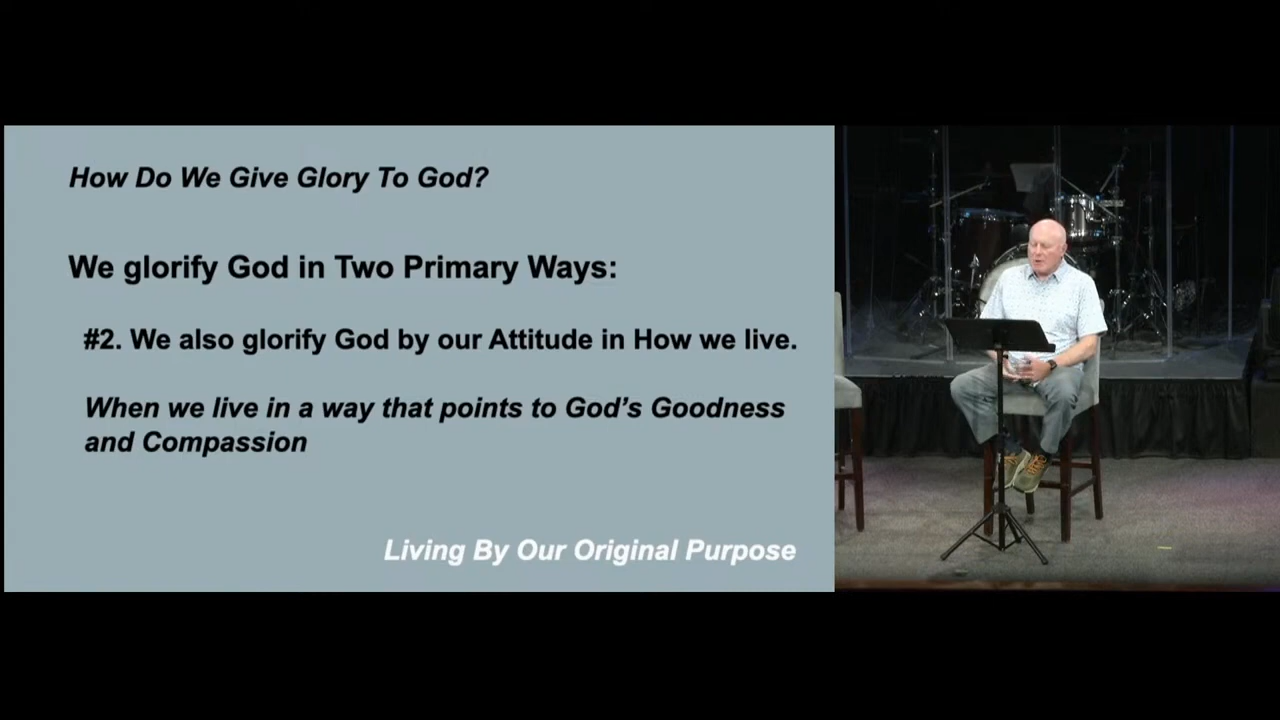 How Do We Give Glory To God?
We glorify God in Two Primary Ways:
#2. We also glorify God by our Attitude in How we live.
When we live in a way that points to God’s Goodness
and Compassion
Living By Our Original Purpose